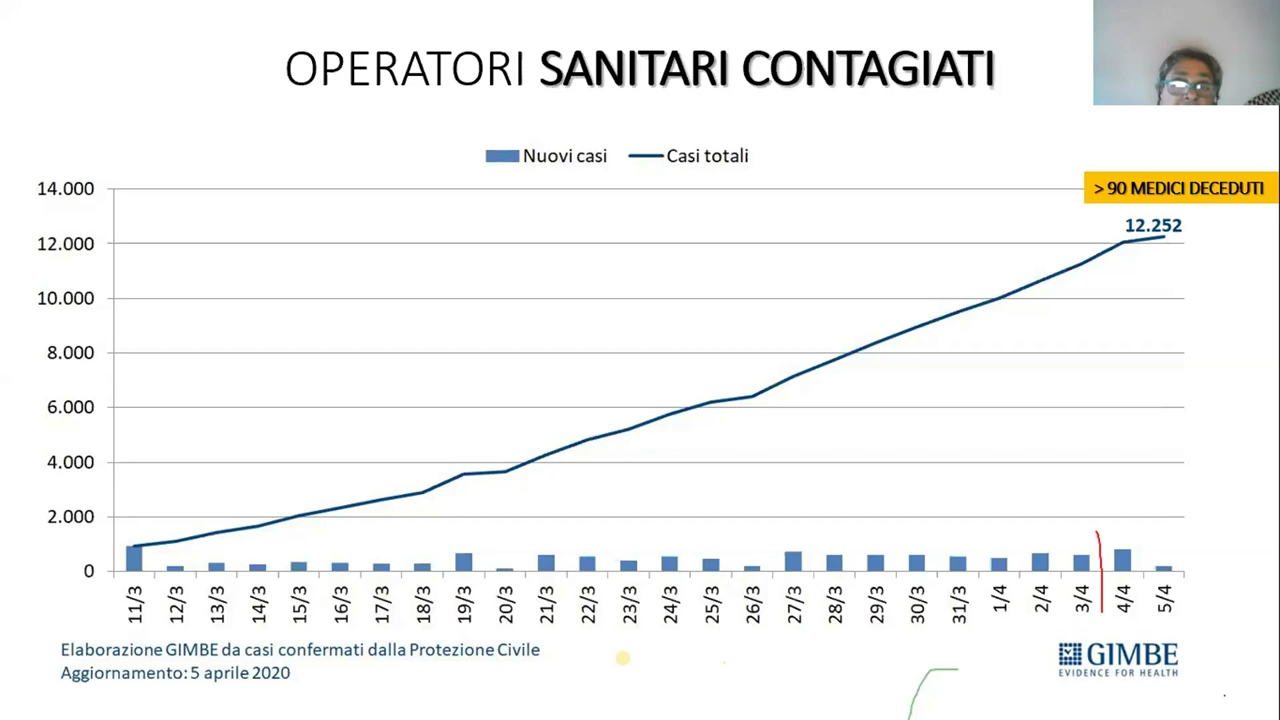 OPERATORI SANITARI CONTAGIATI
Nuovi casi Casi totali
> 90 MEDICI DECEDUTI
14.000
12.252
12.000
10.000
8.000
6.000
4.000
2.000
0
11/3 12/3 13/3 14/3 15/3 16/3 17/3 18/3 19/3 20/3 21/3 22/3 23/3 24/3 25/3 26/3 27/3 28/3 29/3 30/3 31/3 1/4 2/4 3/4 4/4 5/4
Elaborazione GIMBE da casi confermati dalla Protezione Civile
Aggiornamento: 5 aprile 2020
GIMBE
EVIDENCE FOR HEALTH